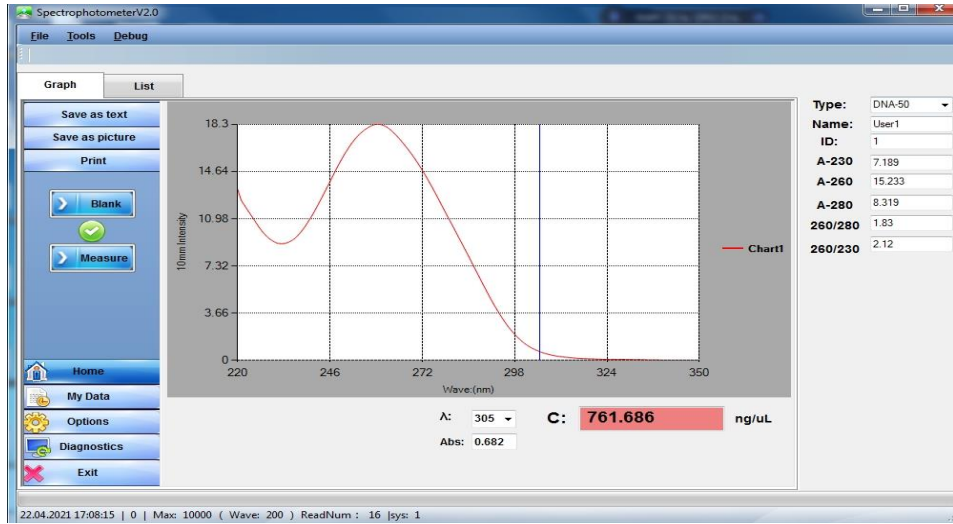 SpectrophotometerV2.0
File Tools Debug
Graph List
Save as text
Save as picture
Print
Blank
Measure
Home
My Data
Options
Diagnostics
Exit
18.3
14.64
10.98
7.32
3.66
0
10mm Intensity
220 246 272 298 324 350
Wave:(nm)
Chart1
λ: 305
Abs: 0.682
C: 761.686 ng/uL
Type: DNA-50
Name: User1
ID: 1
A-230 7.189
A-260 15.233
A-280 8.319
260/280 1.83
260/230 2.12
22.04.2021 17:08:15 | 0 | Max: 10000 ( Wave: 200 ) ReadNum : 16 |sys: 1